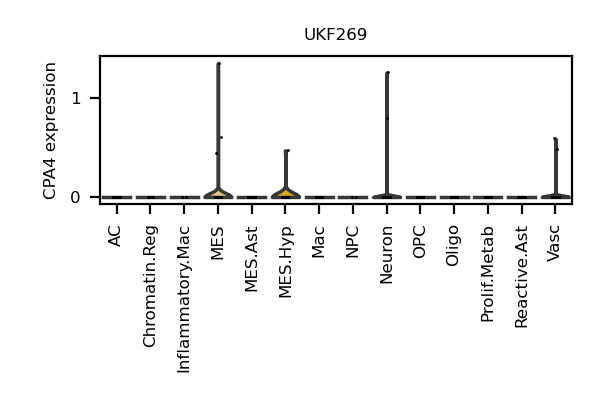 UKF269
CPA4 expression
1
0
AC
Chromatin.Reg
Inflammatory.Mac
MES
MES.Ast
MES.Hyp
Mac
NPC
Neuron
OPC
Oligo
Prolif.Metab
Reactive.Ast
Vasc